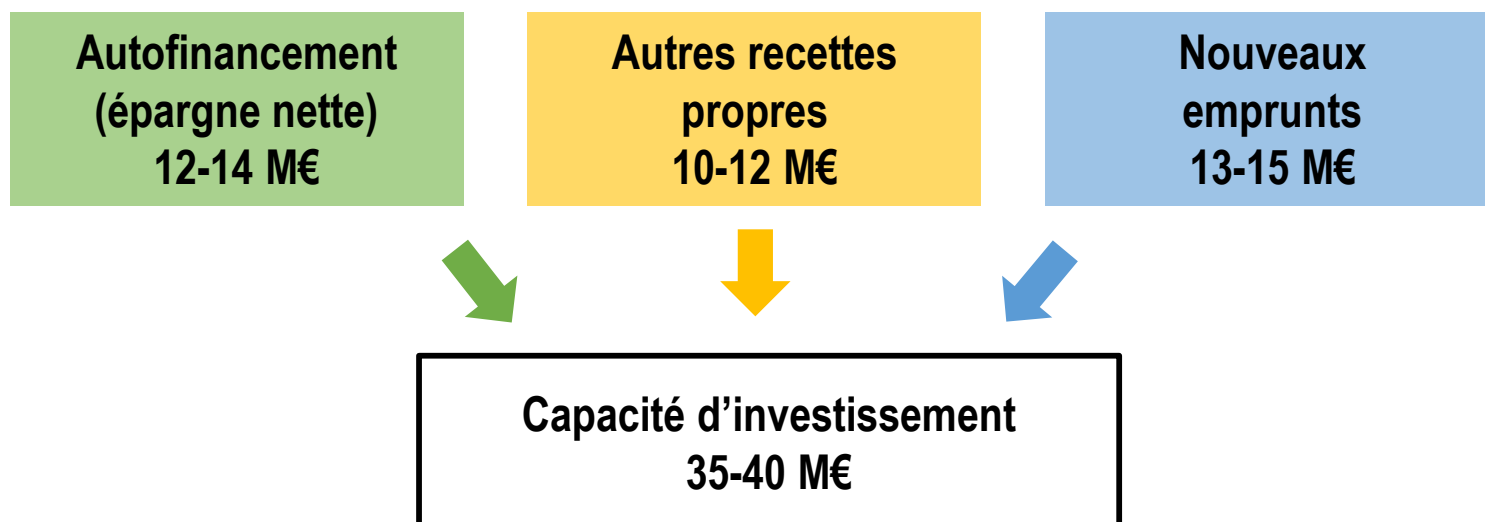 Autofinancement
(épargne nette)
12-14 M€
Autres recettes
propres
10-12 M€
Nouveaux
emprunts
13-15 M€
Capacité d’investissement
35-40 M€